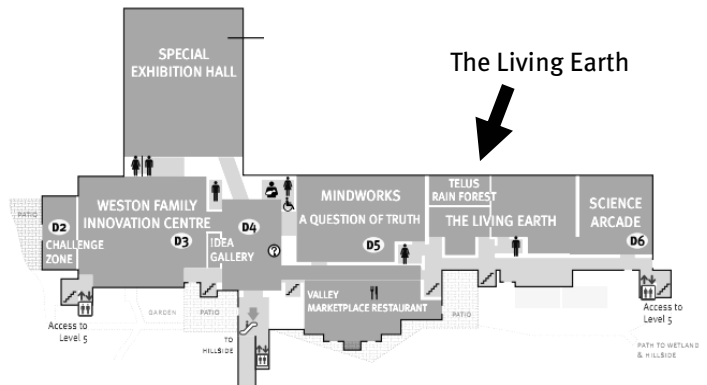 SPECIAL
EXHIBITION HALL
The Living Earth
TELUS
RAIN FOREST
MINDWORKS
WESTON FAMILY
INNOVATION CENTRE
A QUESTION OF TRUTH
THE LIVING EARTH
SCIENCE
ARCADE
PATIO
D2
D4
D3
D5
D6
CHALLENGE
ZONE
IDEA
GALLERY
?
VALLEY
MARKETPLACE RESTAURANT
Access to
Level 5
GARDEN
PATIO
PATIO
TO
HILLSIDE
Access to
Level 5
PATH TO WETLAND
& HILLSIDE